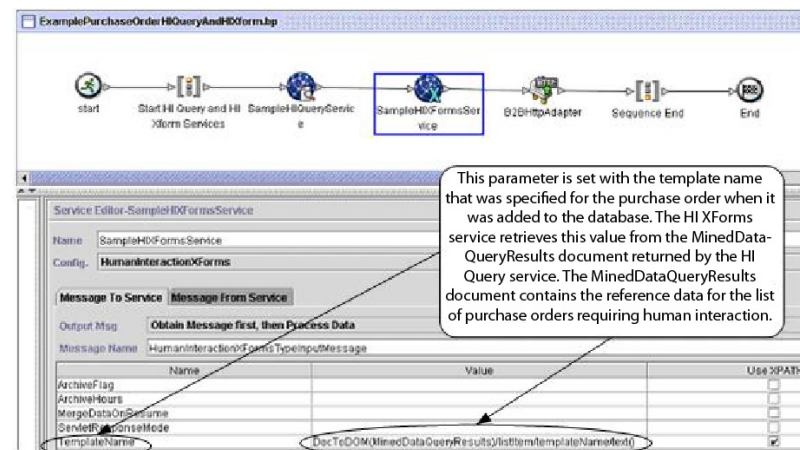 ExamplePurchaseOrderHIQueryAndHIXform.bp
start
Start HI Query and HI
Xform Services
SampleHIQueryServic
e
SampleHIXFormsSer
vice
B2BHttpAdapter
Sequence End
End
This parameter is set with the template name
that was specified for the purchase order when it
was added to the database. The HI XForms
service retrieves this value from the MinedData-
QueryResults document returned by the HI
Query service. The MinedDataQueryResults
document contains the reference data for the list
of purchase orders requiring human interaction.
Service Editor-SampleHIXFormsService
Name SampleHIXFormsService
Config. HumanInteractionXForms
Message To Service Message From Service
Output Msg Obtain Message first, then Process Data
Message Name HumanInteractionXFormsTypeInputMessage
Name Value Use XPATH
ArchiveFlag
ArchiveHours
MergeDataOnResume
ServletResponseMode
TemplateName DocToDOM(MinedDataQueryResults)/listItem/templateName/text()